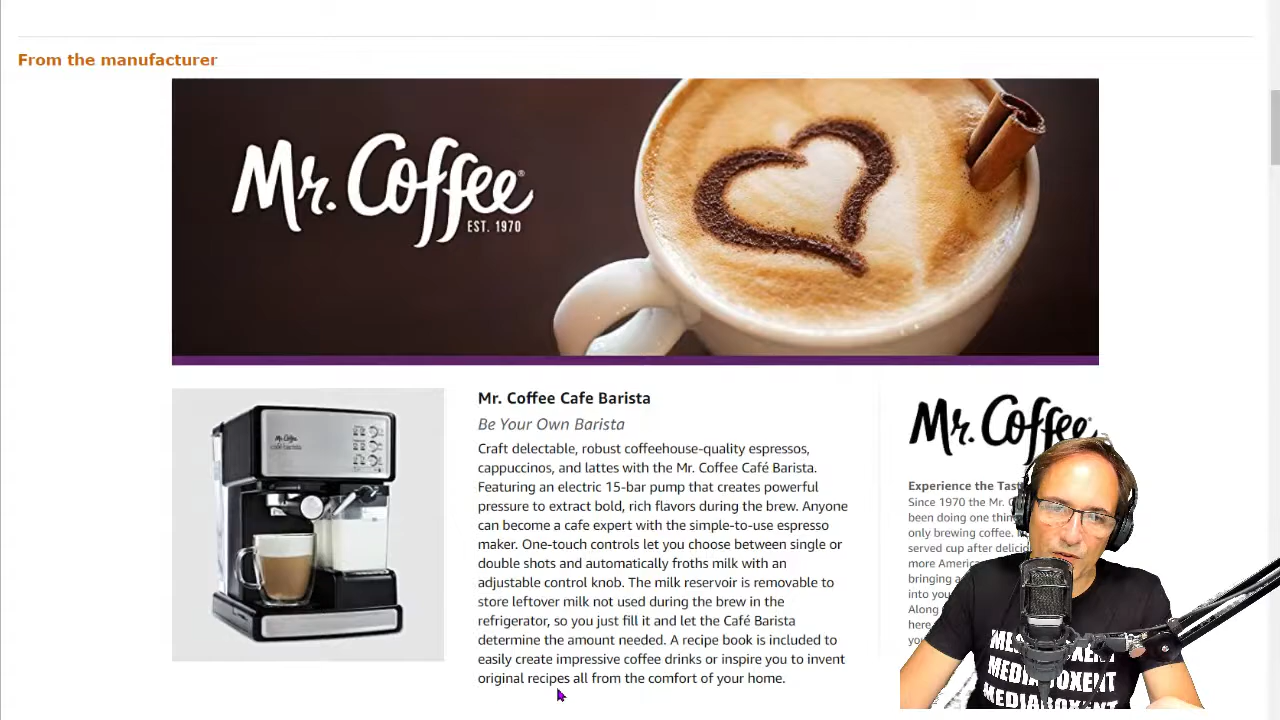 From the manufacturer
Mr. Coffee®
EST. 1970
Mr. Coffee
cafe barista
Mr. Coffee Cafe Barista
Be Your Own Barista
Craft delectable, robust coffeehouse-quality espressos,
cappuccinos, and lattes with the Mr. Coffee Café Barista.
Featuring an electric 15-bar pump that creates powerful
pressure to extract bold, rich flavors during the brew. Anyone
can become a cafe expert with the simple-to-use espresso
maker. One-touch controls let you choose between single or
double shots and automatically froths milk with an
adjustable control knob. The milk reservoir is removable to
store leftover milk not used during the brew in the
refrigerator, so you just fill it and let the Café Barista
determine the amount needed. A recipe book is included to
easily create impressive coffee drinks or inspire you to invent
original recipes all from the comfort of your home.
Mr. Coffee
Experience the
Since 1970 the Mr.
been doing one
only brewing coffee.
served cup after
more
bringing
into
Along
here
MEDIABOXENT
MEDIABOXENT